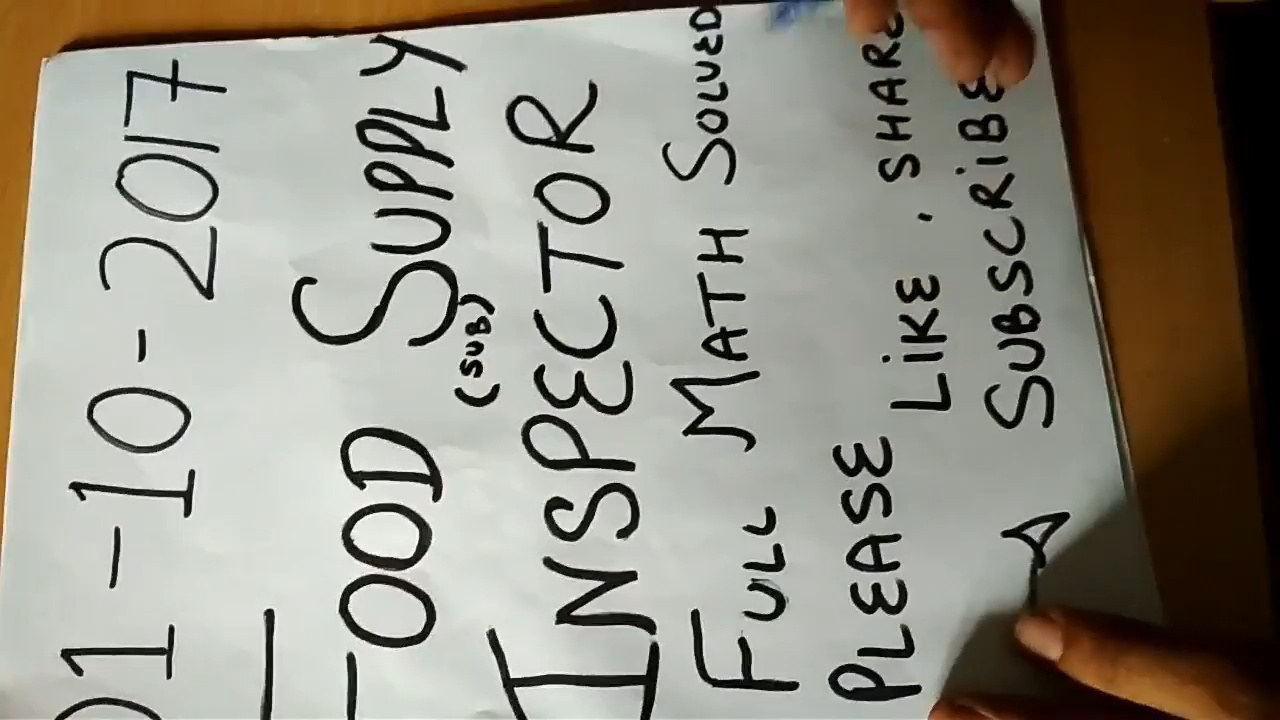 01-10-2017
FOOD SUPPLY
(SUB)
INSPECTOR
FULL MATH SOLVED
PLEASE LIKE. SHARE
SUBSCRIBE